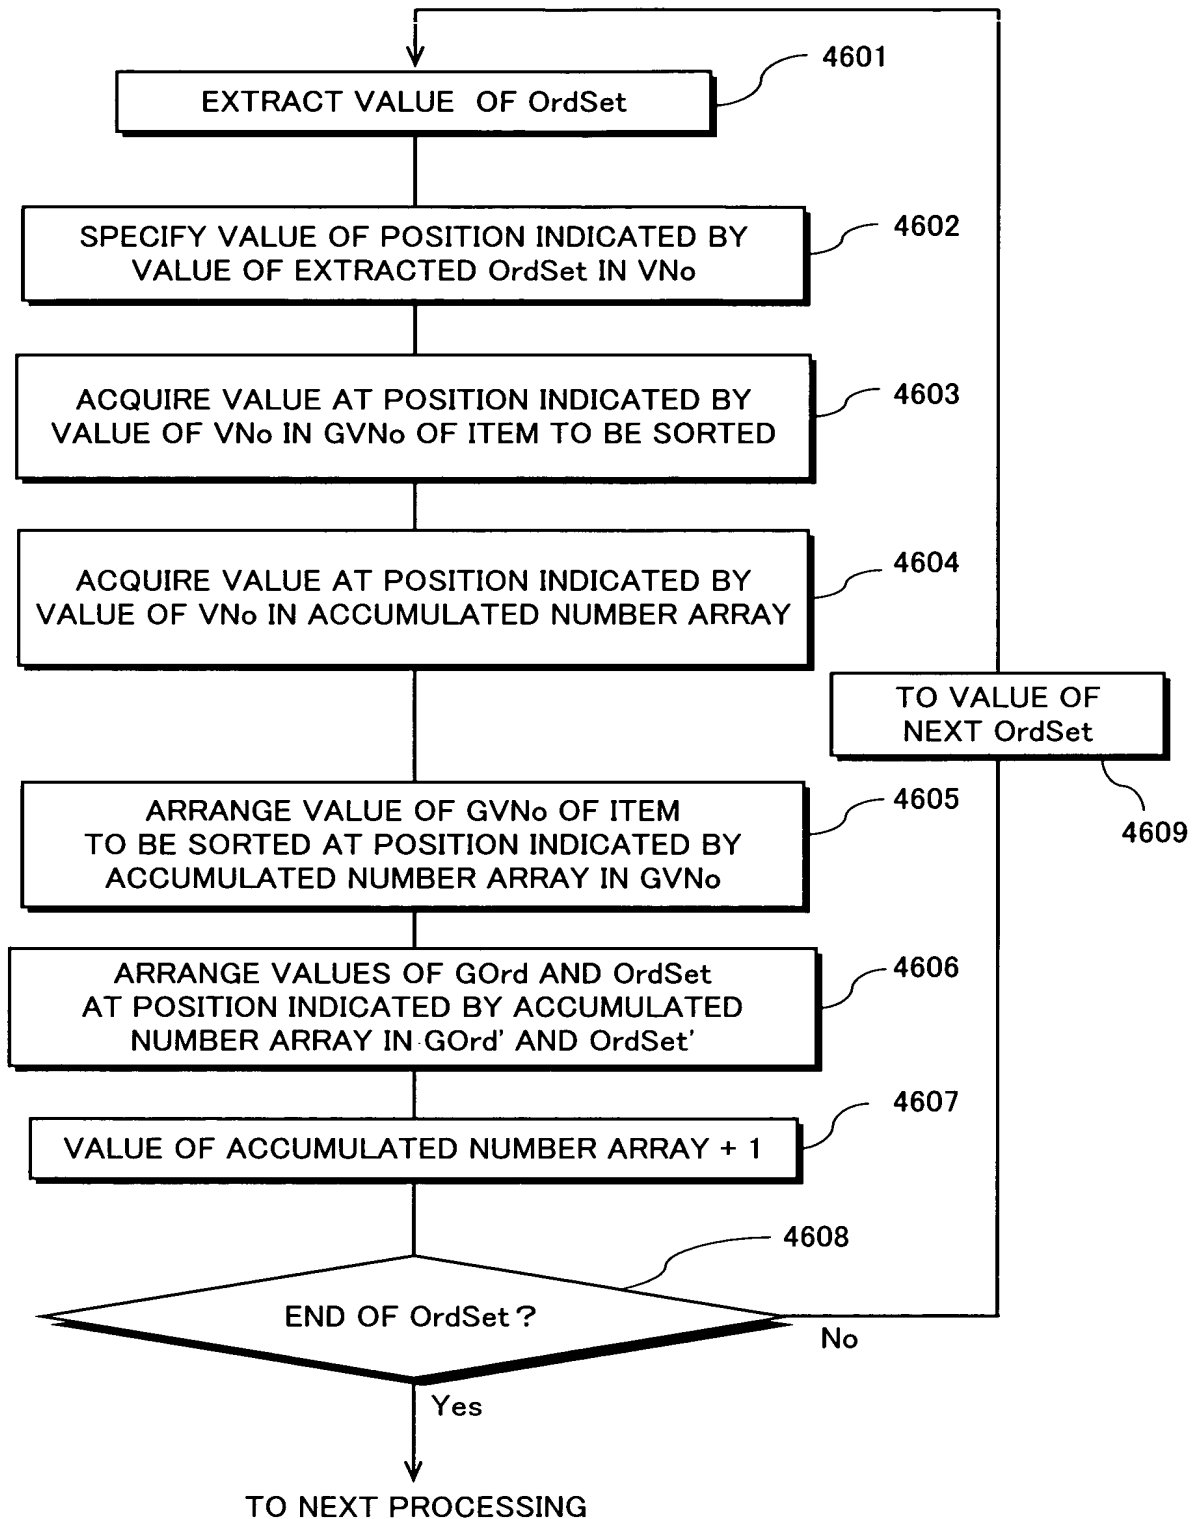 4601
EXTRACT VALUE OF OrdSet
4602
SPECIFY VALUE OF POSITION INDICATED BY
VALUE OF EXTRACTED OrdSet IN VNo
4603
ACQUIRE VALUE AT POSITION INDICATED BY
VALUE OF VNo IN GVNo OF ITEM TO BE SORTED
4604
ACQUIRE VALUE AT POSITION INDICATED BY
VALUE OF VNo IN ACCUMULATED NUMBER ARRAY
TO VALUE OF
NEXT OrdSet
4609
4605
ARRANGE VALUE OF GVNo OF ITEM
TO BE SORTED AT POSITION INDICATED BY
ACCUMULATED NUMBER ARRAY IN GVNo
4606
ARRANGE VALUES OF GOrd AND OrdSet
AT POSITION INDICATED BY ACCUMULATED
NUMBER ARRAY IN GOrd' AND OrdSet'
4607
VALUE OF ACCUMULATED NUMBER ARRAY + 1
4608
END OF OrdSet ?
No
Yes
TO NEXT PROCESSING